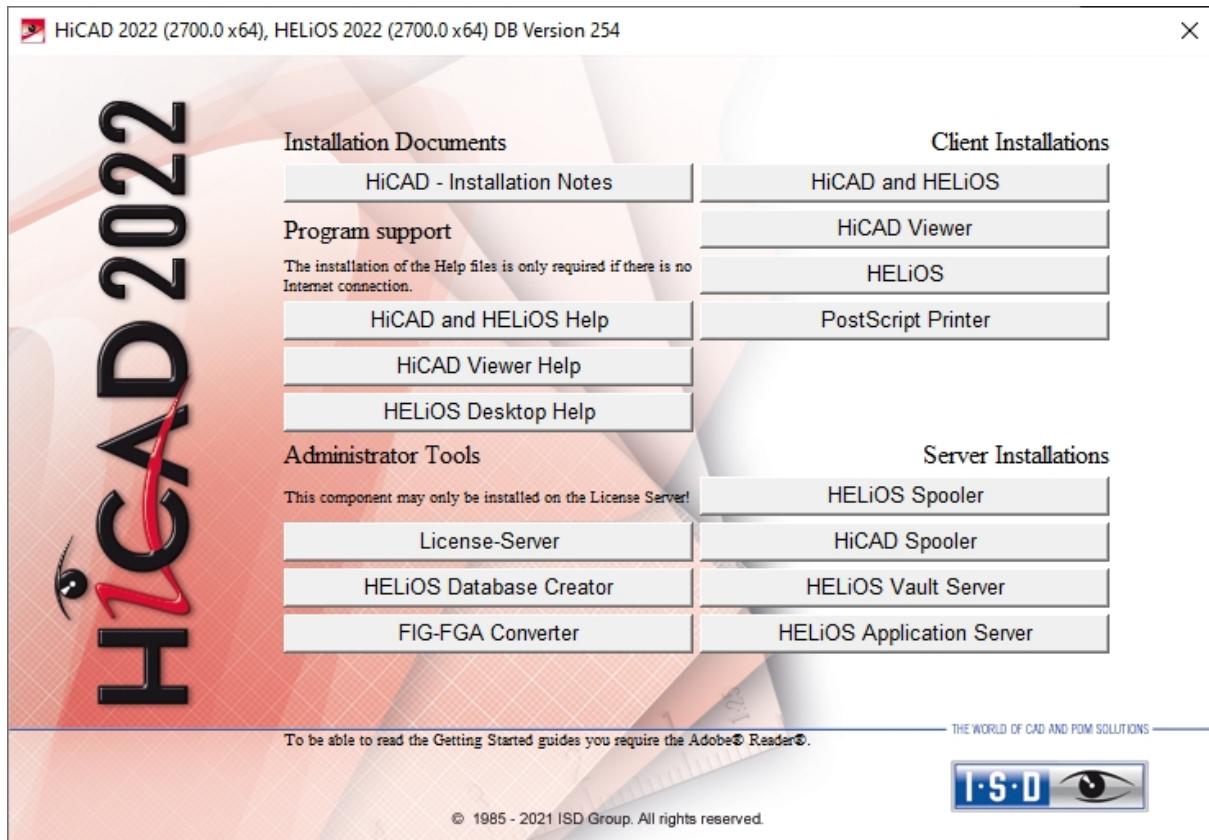 HiCAD 2022 (2700.0 x64), HELiOS 2022 (2700.0 x64) DB Version 254
HiCAD 2022
Installation Documents
HiCAD - Installation Notes
Program support
The installation of the Help files is only required if there is no
Internet connection.
HiCAD and HELiOS Help
HiCAD Viewer Help
HELiOS Desktop Help
Administrator Tools
This component may only be installed on the License Server!
License-Server
HELiOS Database Creator
FIG-FGA Converter
Client Installations
HiCAD and HELiOS
HiCAD Viewer
HELiOS
PostScript Printer
Server Installations
HELiOS Spooler
HiCAD Spooler
HELiOS Vault Server
HELiOS Application Server
1:25
To be able to read the Getting Started guides you require the Adobe® Reader®.
THE WORLD OF CAD AND PDM SOLUTIONS
I·S·D
© 1985 - 2021 ISD Group. All rights reserved.